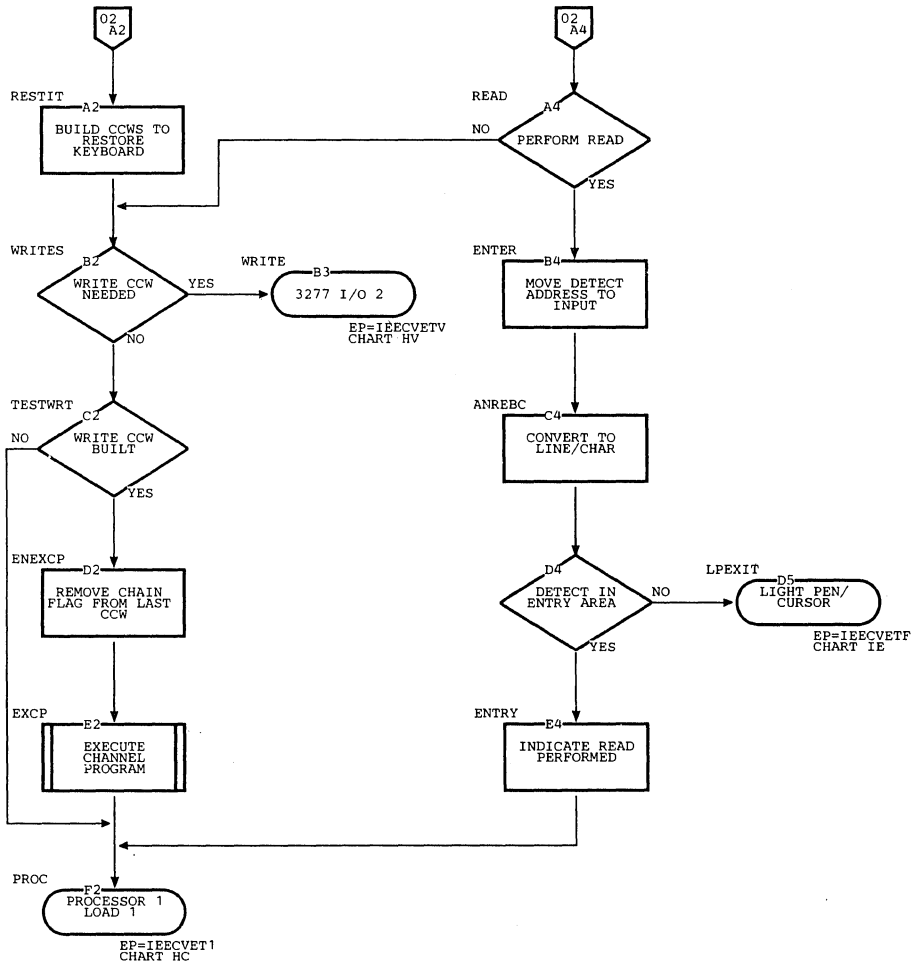 02
A2
02
A4
RESTIT
A2
BUILD CCWS TO
RESTORE
KEYBOARD
READ
A4
NO
PERFORM READ
YES
WRITES
B2
WRITE CCW
NEEDED
YES
NO
WRITE
B3
3277 I/O 2
EP=IEECVETV
CHART HV
ENTER
B4
MOVE DETECT
ADDRESS TO
INPUT
TESTWRT
C2
NO
WRITE CCW
BUILT
YES
ANREBC
C4
CONVERT TO
LINE/CHAR
ENEXCP
D2
REMOVE CHAIN
FLAG FROM LAST
CCW
D4
DETECT IN
ENTRY AREA
NO
YES
LPEXIT
D5
LIGHT PEN/
CURSOR
EP=IEECVETF
CHART IE
EXCP
E2
EXECUTE
CHANNEL
PROGRAM
ENTRY
E4
INDICATE READ
PERFORMED
PROC
F2
PROCESSOR 1
LOAD 1
EP=IEECVET1
CHART HC